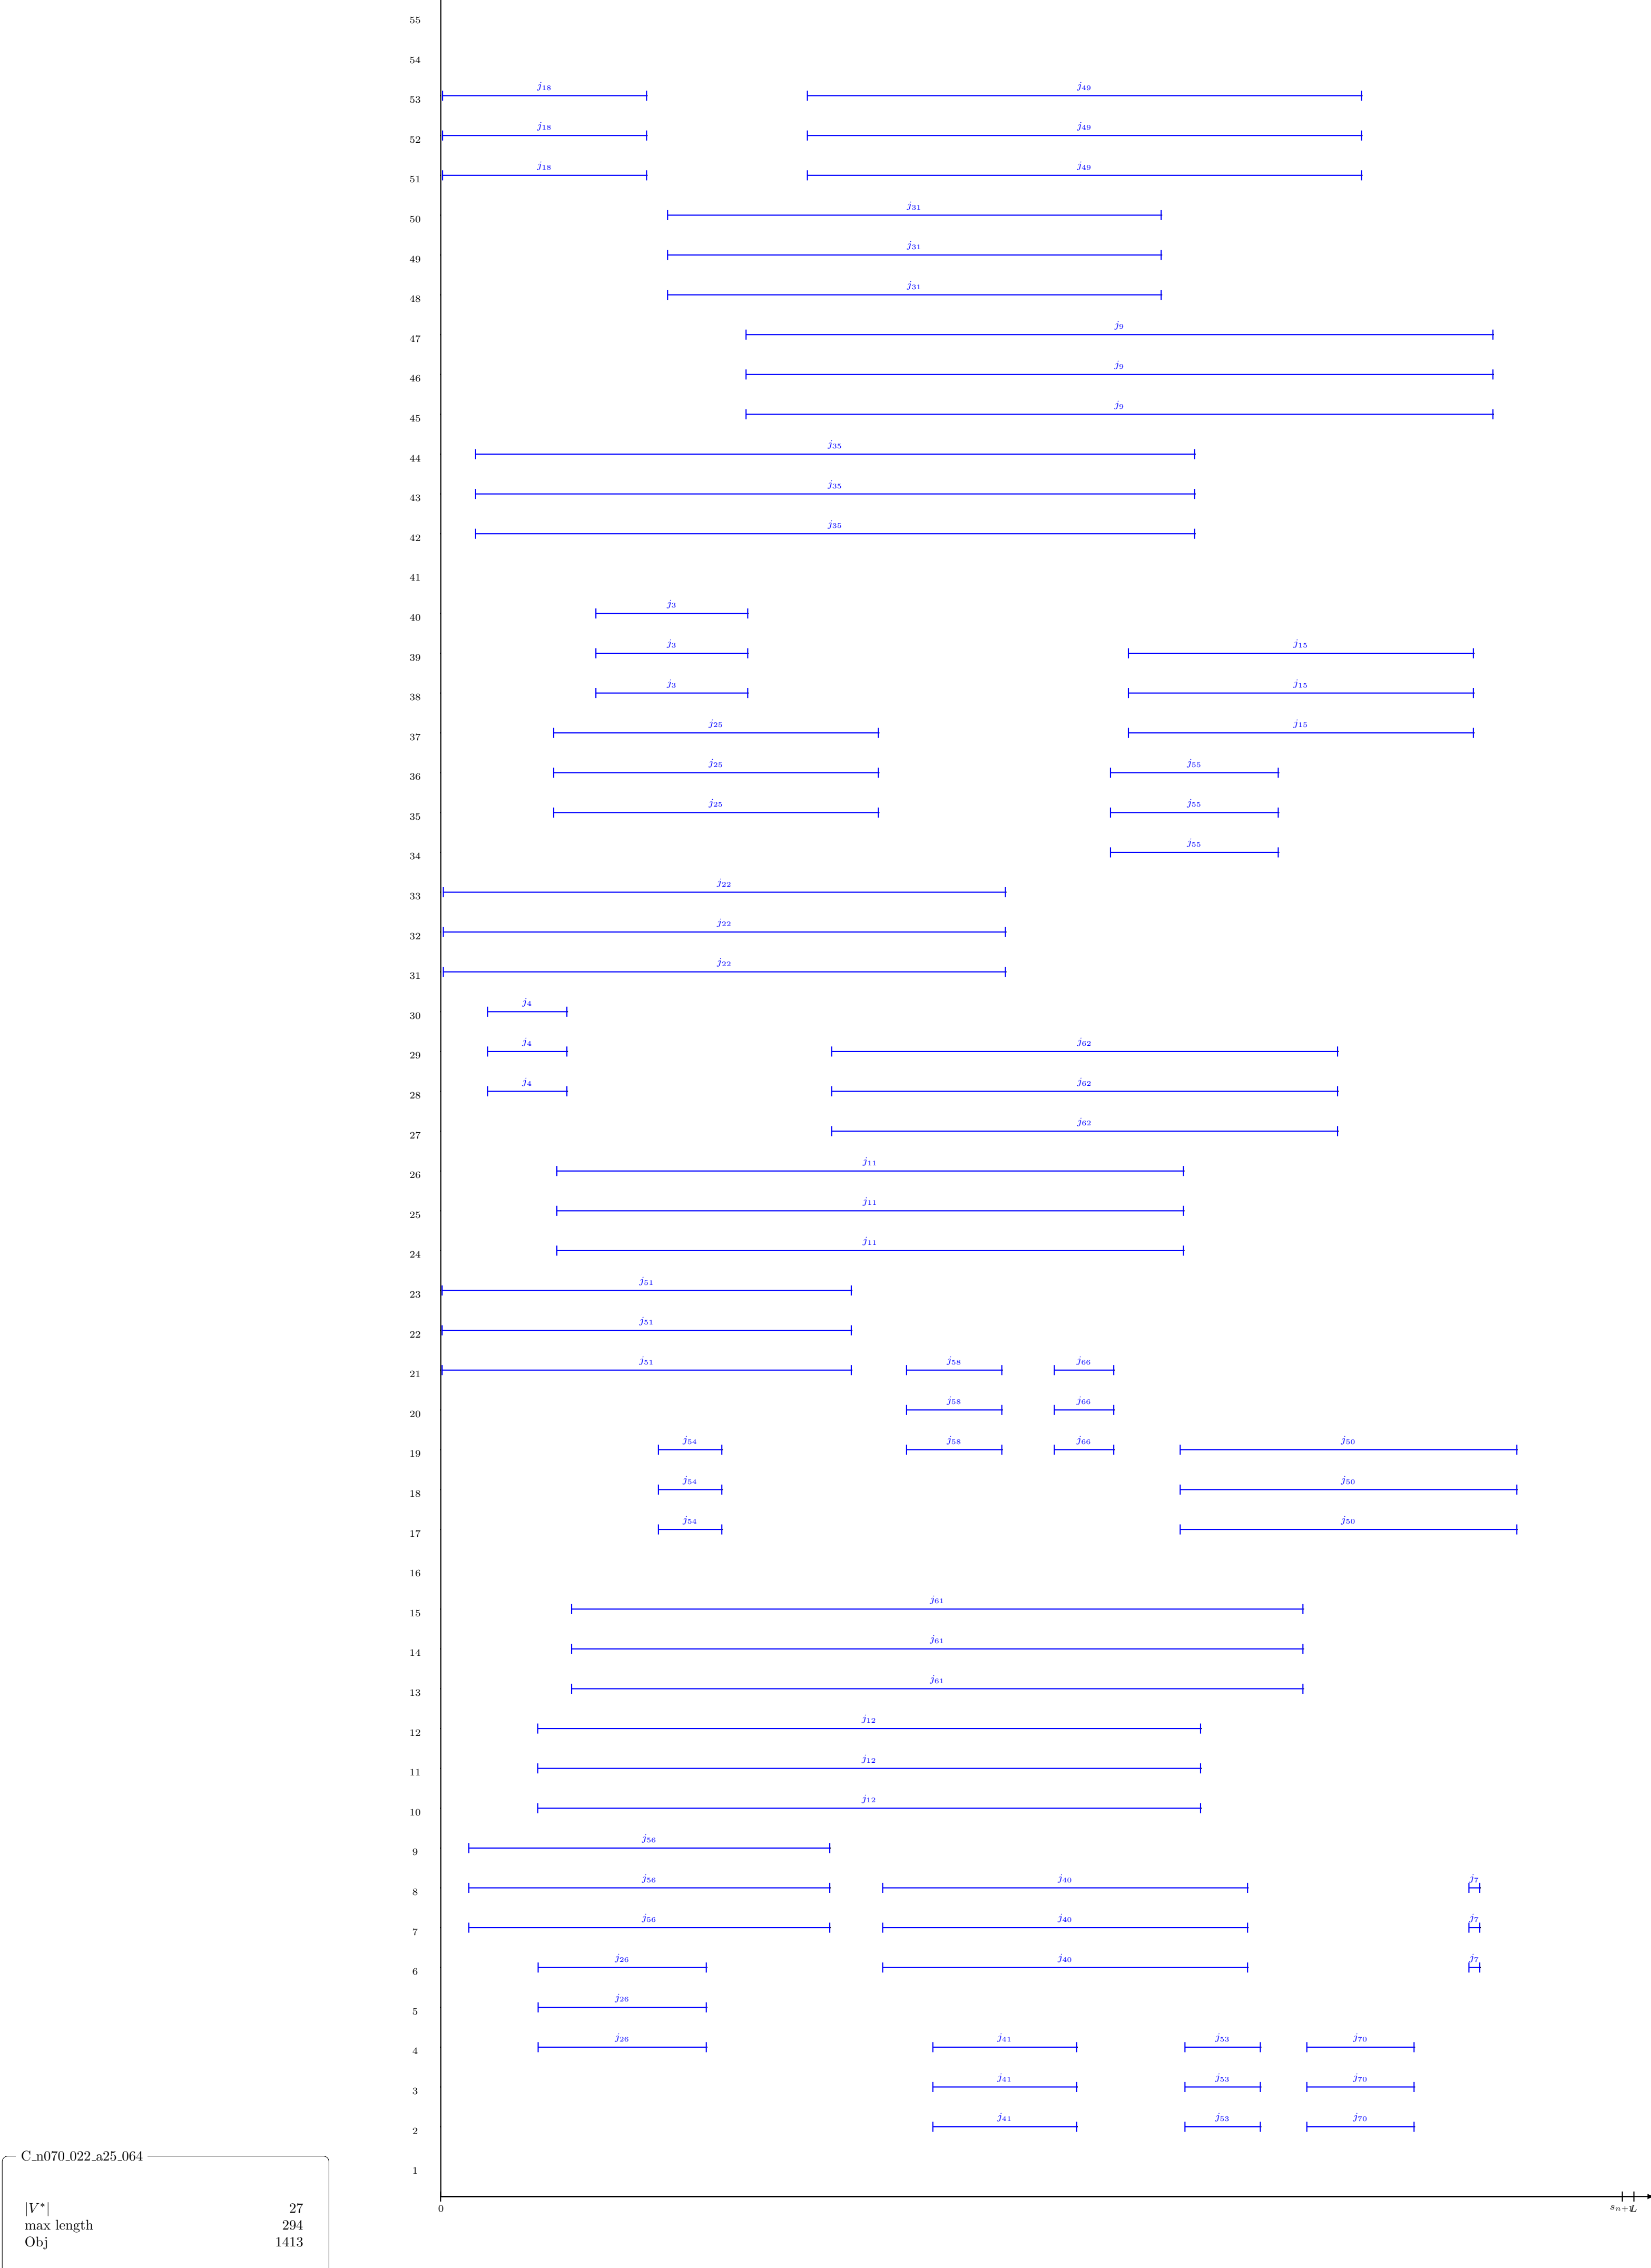 55
54
j18 j49
53
j18 j49
52
j18 j49
51
j31
50
j31
49
j31
48
j9
47
j9
46
j9
45
j35
44
j35
43
j35
42
41
j3
40
j3 j15
39
j3 j15
38
j25 j15
37
j25 j55
36
j25 j55
35
j55
34
j22
33
j22
32
j22
31
j4
30
j4 j62
29
j4 j62
28
j62
27
j11
26
j11
25
j11
24
j51
23
j51
22
j51 j58 j66
21
j58 j66
20
j54 j58 j66 j50
19
j54 j50
18
j54 j50
17
16
j61
15
j61
14
j61
13
j12
12
j12
11
j12
10
j56
9
j56 j40 j7
8
j56 j40 j7
7
j26 j40 j7
6
j26
5
j26 j41 j53 j70
4
j41 j53 j70
3
j41 j53 j70
2
1
0 sn+1 L
C_n070_022_a25_064
|V*| 27
max length 294
Obj 1413